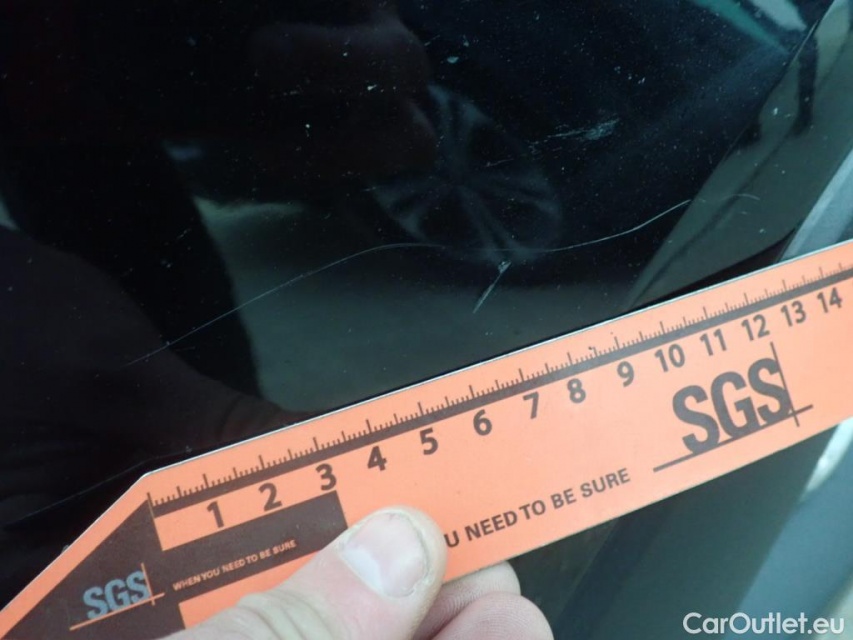 1 2 3 4 5 6 7 8 9 10 11 12 13 14
SGS
U NEED TO BE SURE
WHEN YOU NEED TO BE SURE
SGS
CarOutlet.eu